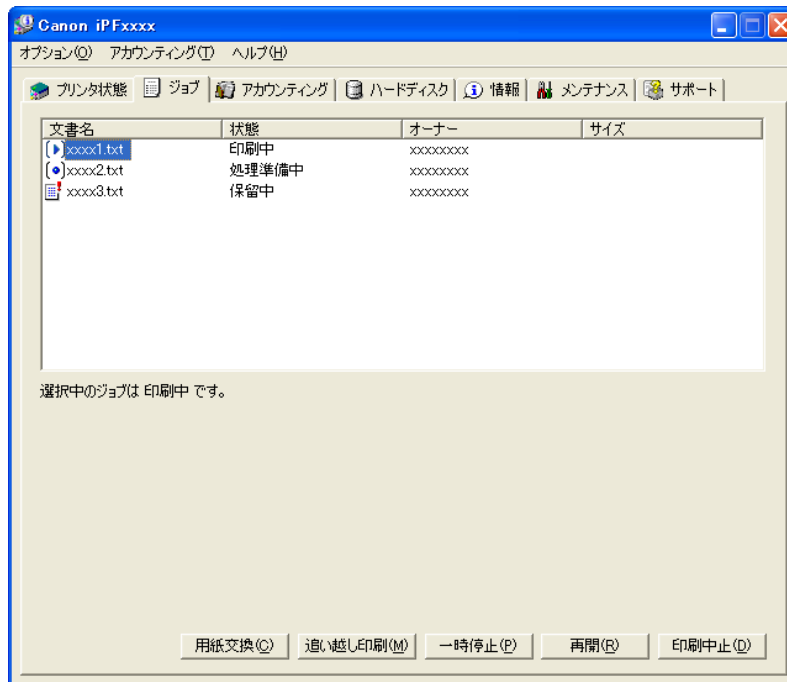 Canon iPFxxxx
オプション(O) アカウンティング(T) ヘルプ(H)
プリンタ状態 ジョブ アカウンティング ハードディスク 情報 メンテナンス サポート
文書名 状態 オーナー サイズ
xxxx1.txt 印刷中 xxxxxxxx
xxxx2.txt 処理準備中 xxxxxxxx
xxxx3.txt 保留中 xxxxxxxx
選択中のジョブは 印刷中 です。
用紙交換(C) 追い越し印刷(M) 一時停止(P) 再開(R) 印刷中止(D)